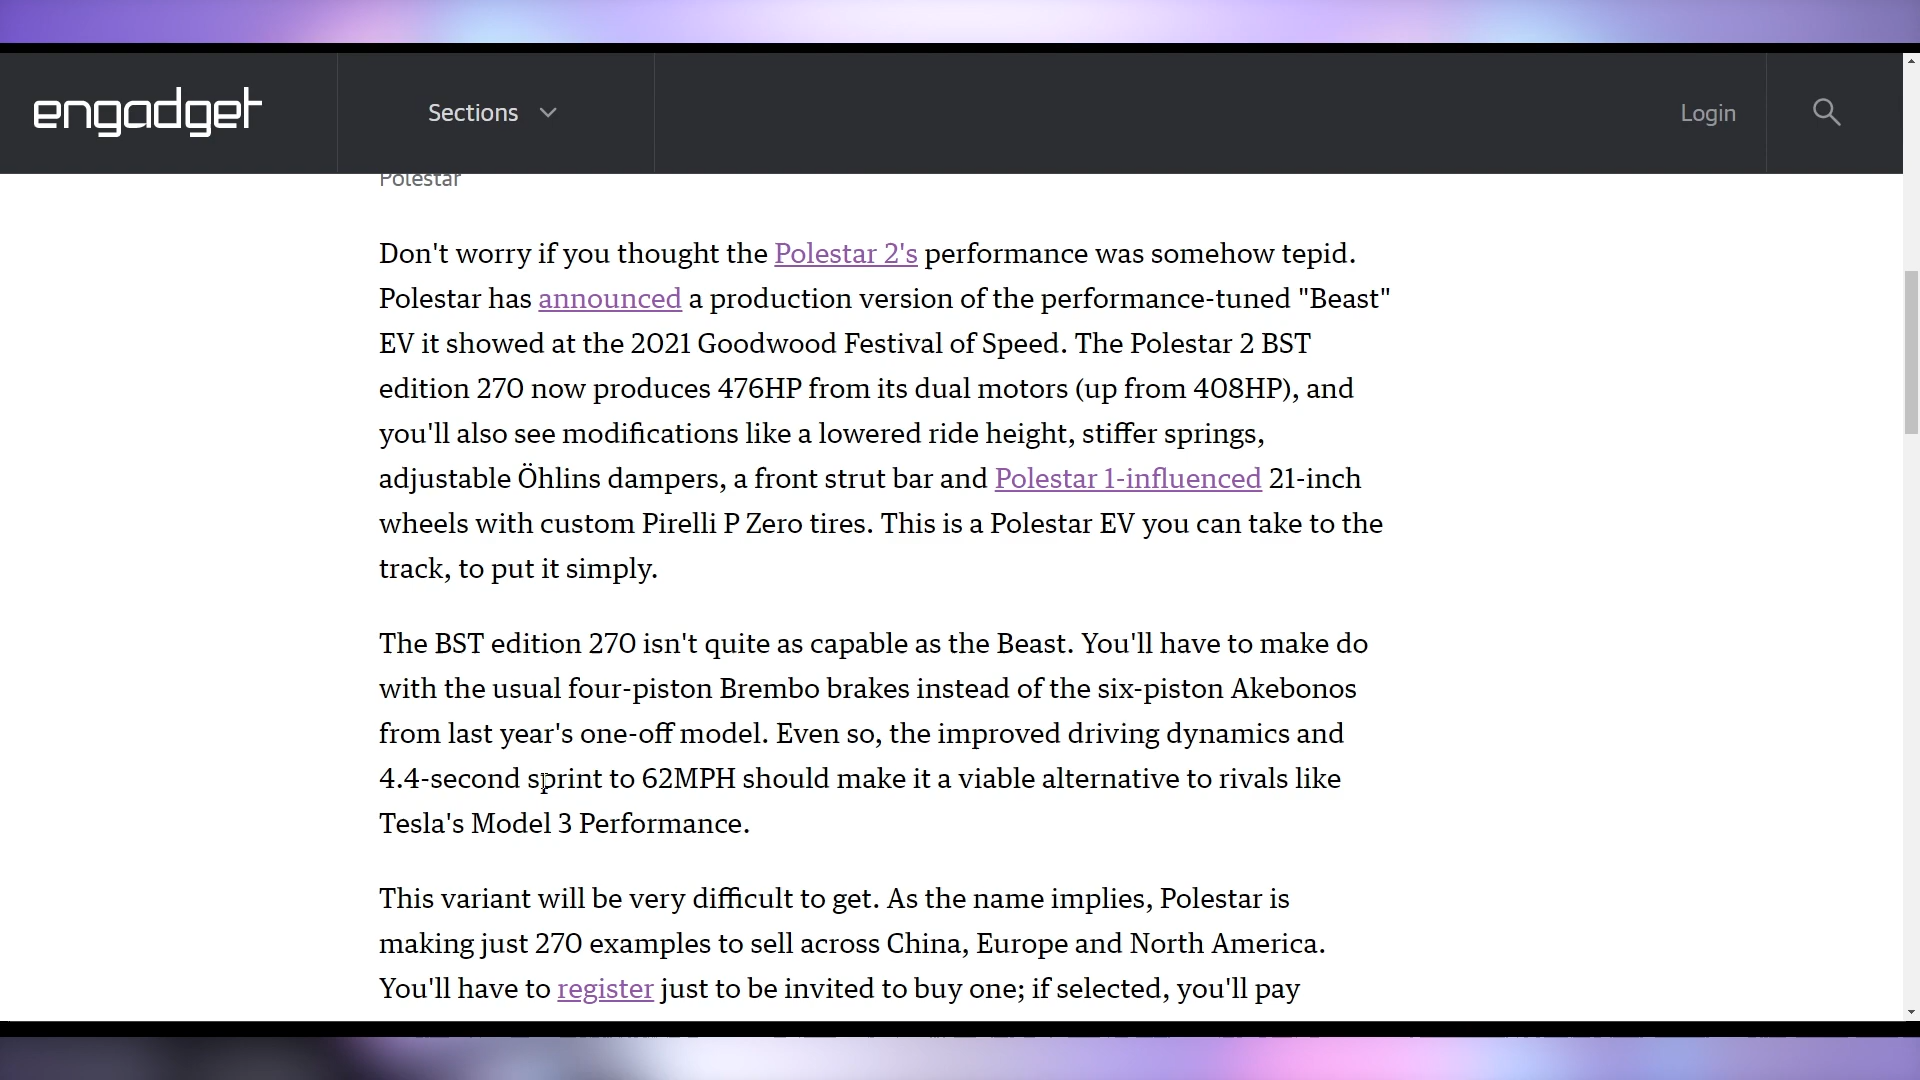 engadget
Sections
Login
Polestar
Don't worry if you thought the Polestar 2's performance was somehow tepid.
Polestar has announced a production version of the performance-tuned "Beast"
EV it showed at the 2021 Goodwood Festival of Speed. The Polestar 2 BST
edition 270 now produces 476HP from its dual motors (up from 408HP), and
you'll also see modifications like a lowered ride height, stiffer springs,
adjustable Öhlins dampers, a front strut bar and Polestar 1-influenced 21-inch
wheels with custom Pirelli P Zero tires. This is a Polestar EV you can take to the
track, to put it simply.
The BST edition 270 isn't quite as capable as the Beast. You'll have to make do
with the usual four-piston Brembo brakes instead of the six-piston Akebonos
from last year's one-off model. Even so, the improved driving dynamics and
4.4-second sprint to 62MPH should make it a viable alternative to rivals like
Tesla's Model 3 Performance.
This variant will be very difficult to get. As the name implies, Polestar is
making just 270 examples to sell across China, Europe and North America.
You'll have to register just to be invited to buy one; if selected, you'll pay